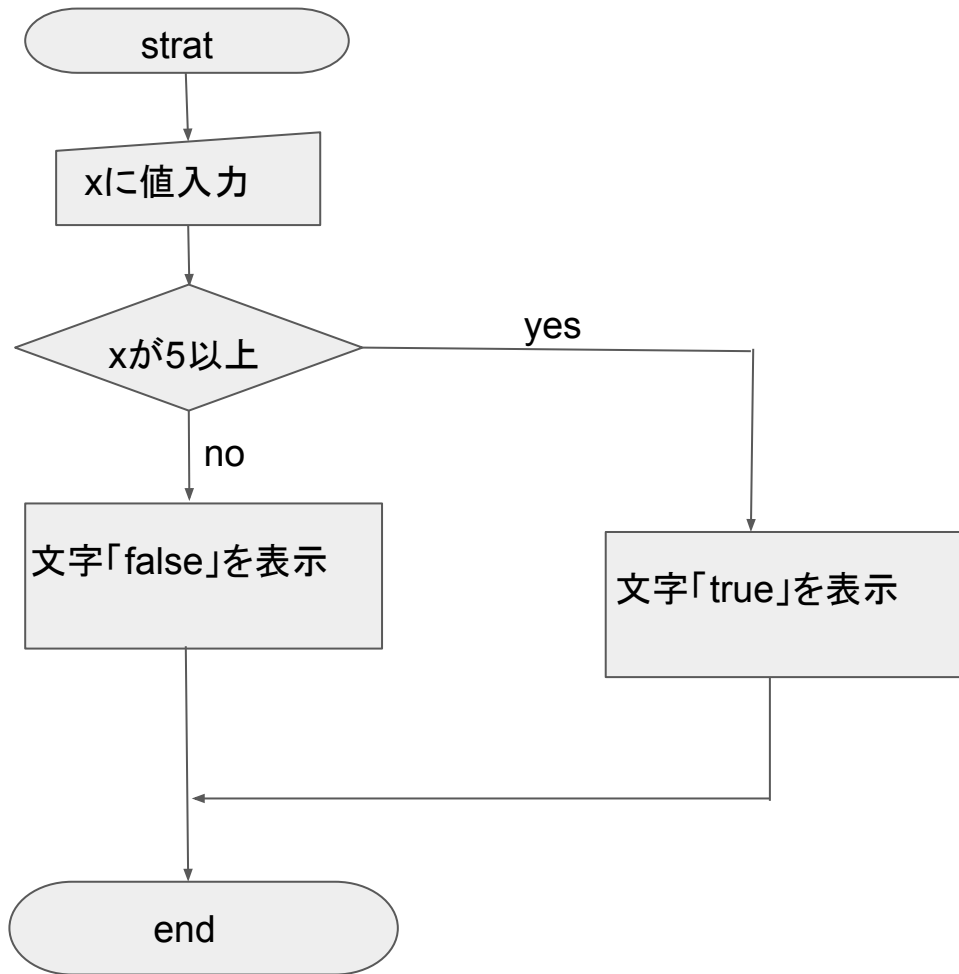 strat
xに値入力
xが5以上
yes
no
文字「false」を表示
文字「true」を表示
end